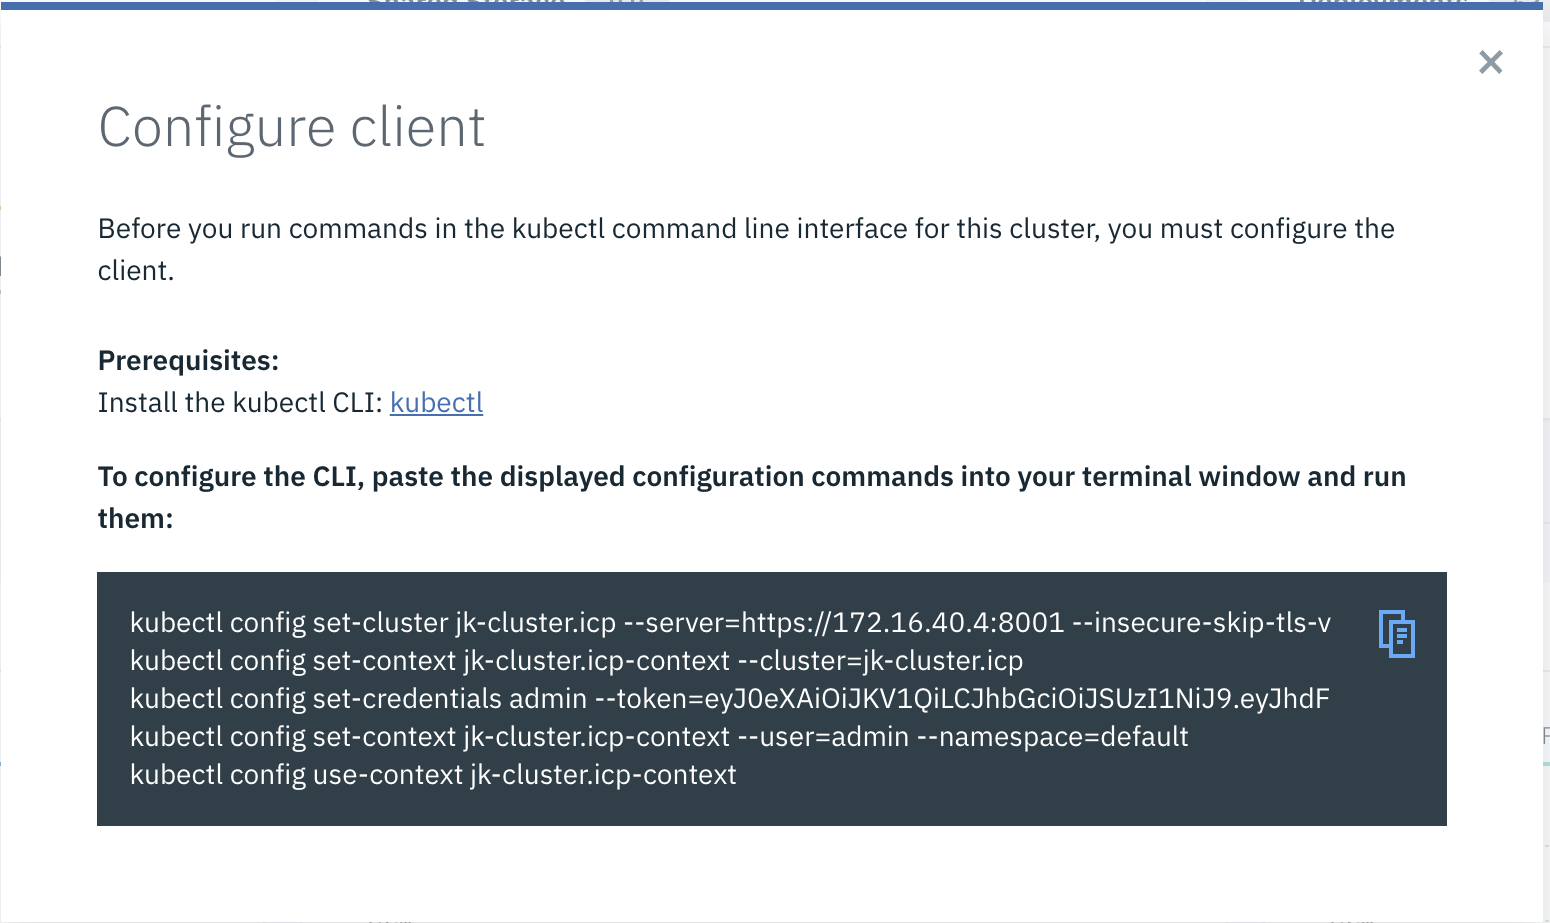 Configure client
Before you run commands in the kubectl command line interface for this cluster, you must configure the
client.
Prerequisites:
Install the kubectl CLI: kubectl
To configure the CLI, paste the displayed configuration commands into your terminal window and run
them:
kubectl config set-cluster jk-cluster.icp --server=https://172.16.40.4:8001 --insecure-skip-tls-v
kubectl config set-context jk-cluster.icp-context --cluster=jk-cluster.icp
kubectl config set-credentials admin --token=eyJ0eXAiOiJKV1QiLCJhbGciOiJSUzI1NiJ9.eyJhdF
kubectl config set-context jk-cluster.icp-context --user=admin --namespace=default
kubectl config use-context jk-cluster.icp-context